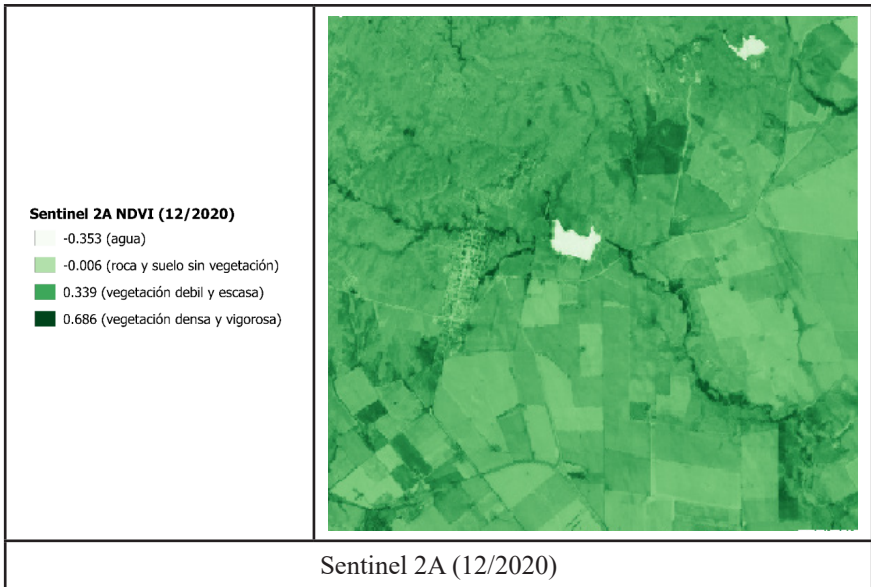 Sentinel 2A NDVI (12/2020)
-0.353 (agua)
-0.006 (roca y suelo sin vegetación)
0.339 (vegetación debil y escasa)
0.686 (vegetación densa y vigorosa)
Sentinel 2A (12/2020)